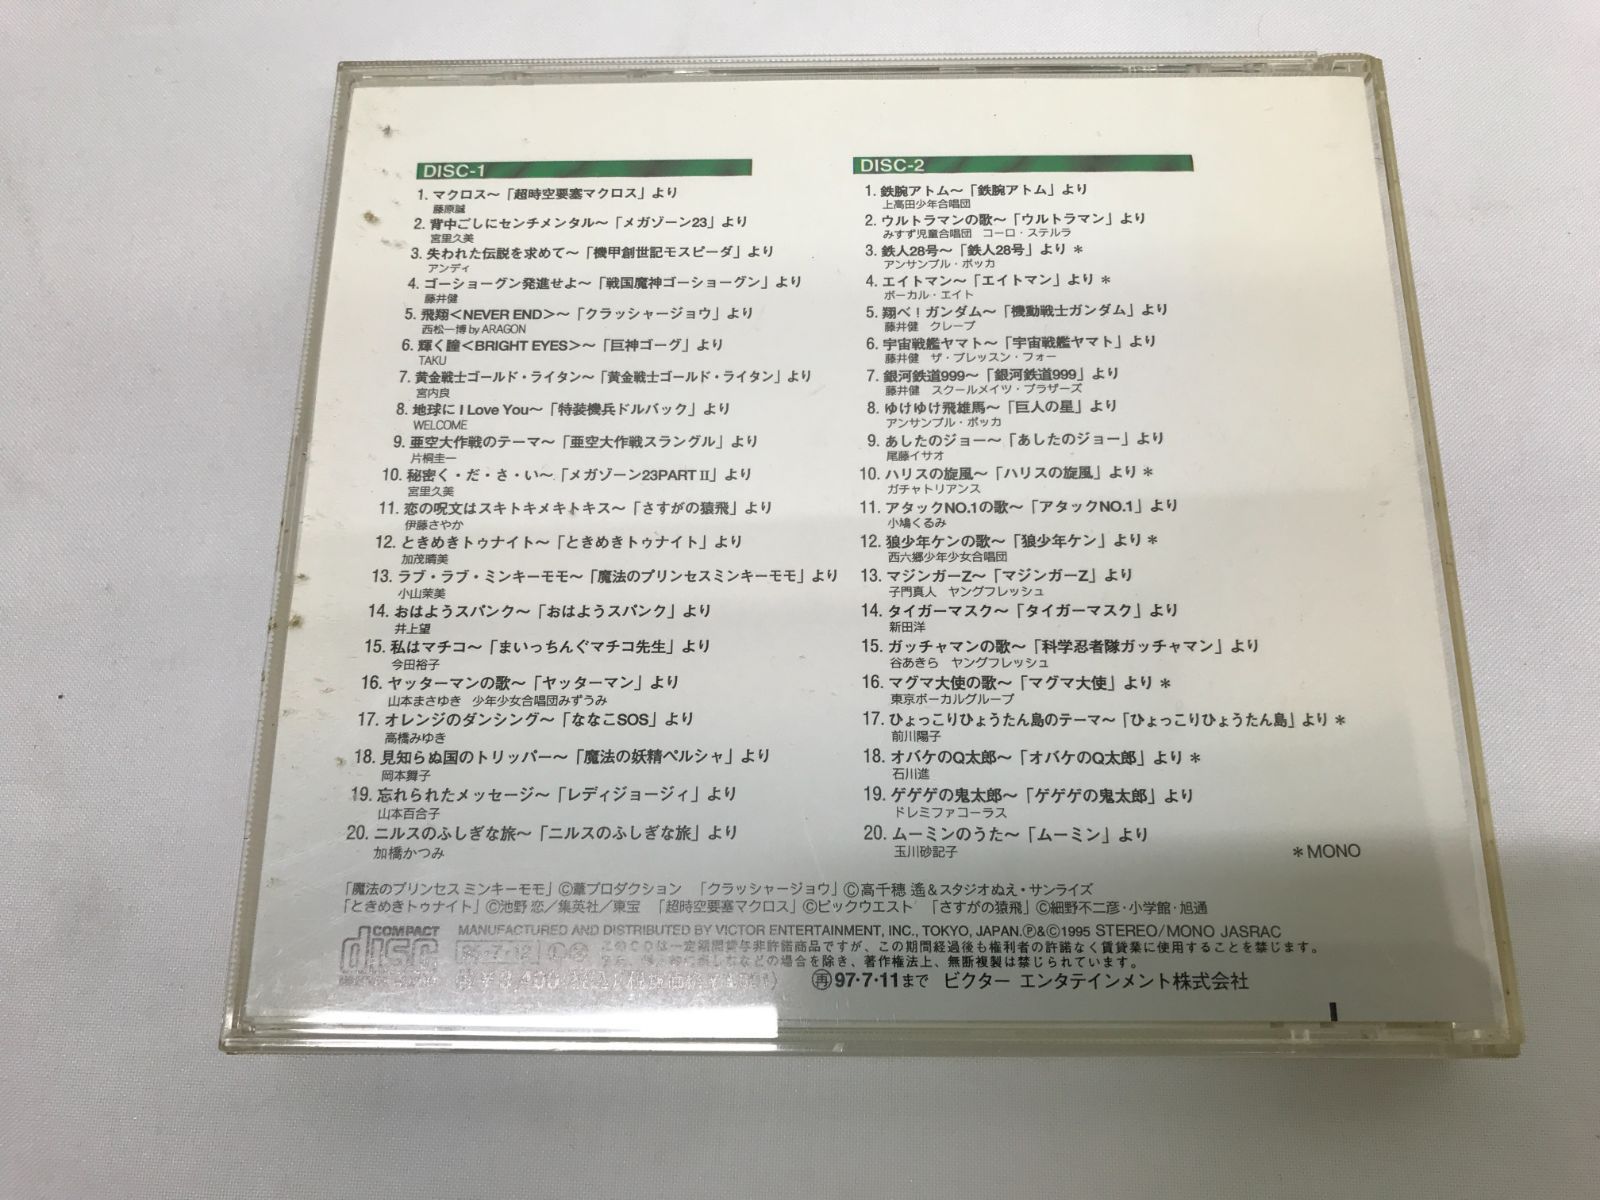 DISC-1
1. マクロス〜「超時空要塞マクロス」より
藤原誠
2. 背中ごしにセンチメンタル〜「メガゾーン23」より
宮里久美
3. 失われた伝説を求めて〜「機甲創世記モスピーダ」より
アンディ
4. ゴーショーグン発進せよ〜「戦国魔神ゴーショーグン」より
藤井健
5. 飛翔<NEVER END>〜「クラッシャージョウ」より
西松一博 by ARAGON
6. 輝く瞳<BRIGHT EYES>〜「巨神ゴーグ」より
TAKU
7. 黄金戦士ゴールド・ライタン〜「黄金戦士ゴールド・ライタン」より
宮内良
8. 地球に I Love You〜「特装機兵ドルバック」より
WELCOME
9. 亜空大作戦のテーマ〜「亜空大作戦スラングル」より
片桐圭一
10. 秘密く・だ・さ・い〜「メガゾーン23PART II」より
宮里久美
11. 恋の呪文はスキトキメキトキス〜「さすがの猿飛」より
伊藤さやか
12. ときめきトゥナイト〜「ときめきトゥナイト」より
加茂晴美
13. ラブ・ラブ・ミンキーモモ〜「魔法のプリンセスミンキーモモ」より
小山茉美
14. おはようスパンク〜「おはようスパンク」より
井上望
15. 私はマチコ〜「まいっちんぐマチコ先生」より
今田裕子
16. ヤッターマンの歌〜「ヤッターマン」より
山本まさゆき 少年少女合唱団みずうみ
17. オレンジのダンシング〜「ななこSOS」より
高橋みゆき
18. 見知らぬ国のトリッパー〜「魔法の妖精ペルシャ」より
岡本舞子
19. 忘れられたメッセージ〜「レディジョージィ」より
山本百合子
20. ニルスのふしぎな旅〜「ニルスのふしぎな旅」より
加橋かつみ
DISC-2
1. 鉄腕アトム〜「鉄腕アトム」より
上高田少年合唱団
2. ウルトラマンの歌〜「ウルトラマン」より
みすず児童合唱団 コーロ・ステルラ
3. 鉄人28号〜「鉄人28号」より *
アンサンブル・ボッカ
4. エイトマン〜「エイトマン」より *
ボーカル・エイト
5. 翔べ!ガンダム〜「機動戦士ガンダム」より
藤井健 クレープ
6. 宇宙戦艦ヤマト〜「宇宙戦艦ヤマト」より
藤井健 ザ・ブレッスン・フォー
7. 銀河鉄道999〜「銀河鉄道999」より
藤井健 スクールメイツ・ブラザーズ
8. ゆけゆけ飛雄馬〜「巨人の星」より
アンサンブル・ボッカ
9. あしたのジョー〜「あしたのジョー」より
尾藤イサオ
10. ハリスの旋風〜「ハリスの旋風」より *
ガチャトリアンス
11. アタックNO.1の歌〜「アタックNO.1」より
小鳩くるみ
12. 狼少年ケンの歌〜「狼少年ケン」より *
西六郷少年少女合唱団
13. マジンガーZ〜「マジンガーZ」より
子門真人 ヤングフレッシュ
14. タイガーマスク〜「タイガーマスク」より
新田洋
15. ガッチャマンの歌〜「科学忍者隊ガッチャマン」より
谷あきら ヤングフレッシュ
16. マグマ大使の歌〜「マグマ大使」より *
東京ボーカルグループ
17. ひょっこりひょうたん島のテーマ〜「ひょっこりひょうたん島」より *
前川陽子
18. オバケのQ太郎〜「オバケのQ太郎」より *
石川進
19. ゲゲゲの鬼太郎〜「ゲゲゲの鬼太郎」より
ドレミファコーラス
20. ムーミンのうた〜「ムーミン」より
玉川砂記子
*MONO
「魔法のプリンセス ミンキーモモ」©葦プロダクション 「クラッシャージョウ」©高千穂 遙&スタジオぬえ・サンライズ
「ときめきトゥナイト」©池野 恋/集英社/東宝 「超時空要塞マクロス」©ビックウエスト 「さすがの猿飛」©細野不二彦・小学館・旭通
COMPACT disc
MANUFACTURED AND DISTRIBUTED BY VICTOR ENTERTAINMENT, INC., TOKYO, JAPAN.Ⓟ&©1995 STEREO/MONO JASRAC
このCDは一定期間貸与非許諾商品ですが、この期間経過後も権利者の許諾なく賃貸業に使用することを禁じます。
などの場合を除き、著作権法上、無断複製は禁じられています。
再 97・7・11まで ビクター エンタテインメント株式会社